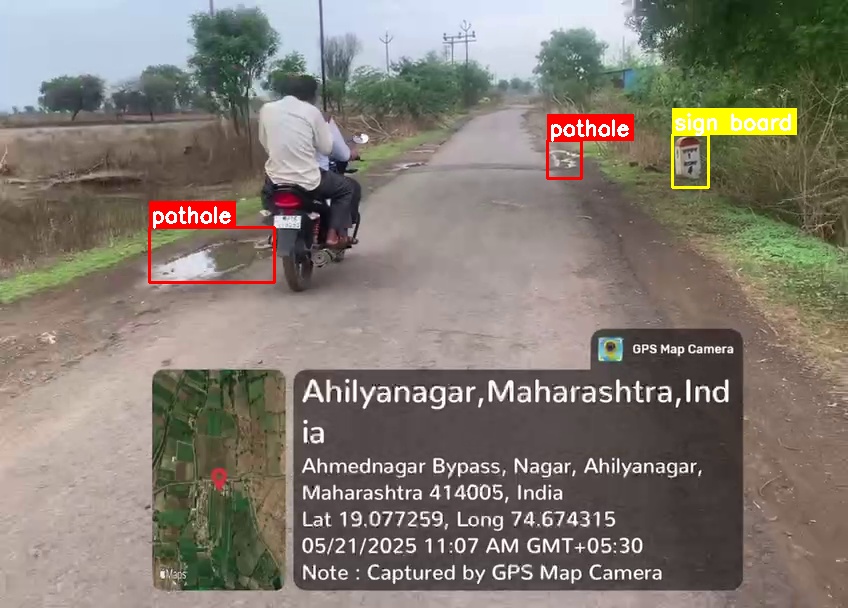 pothole
sign board
pothole
GPS Map Camera
Ahilyanagar,Maharashtra,Ind
ia
Ahmednagar Bypass, Nagar, Ahilyanagar,
Maharashtra 414005, India
Lat 19.077259, Long 74.674315
05/21/2025 11:07 AM GMT+05:30
Note : Captured by GPS Map Camera
Maps